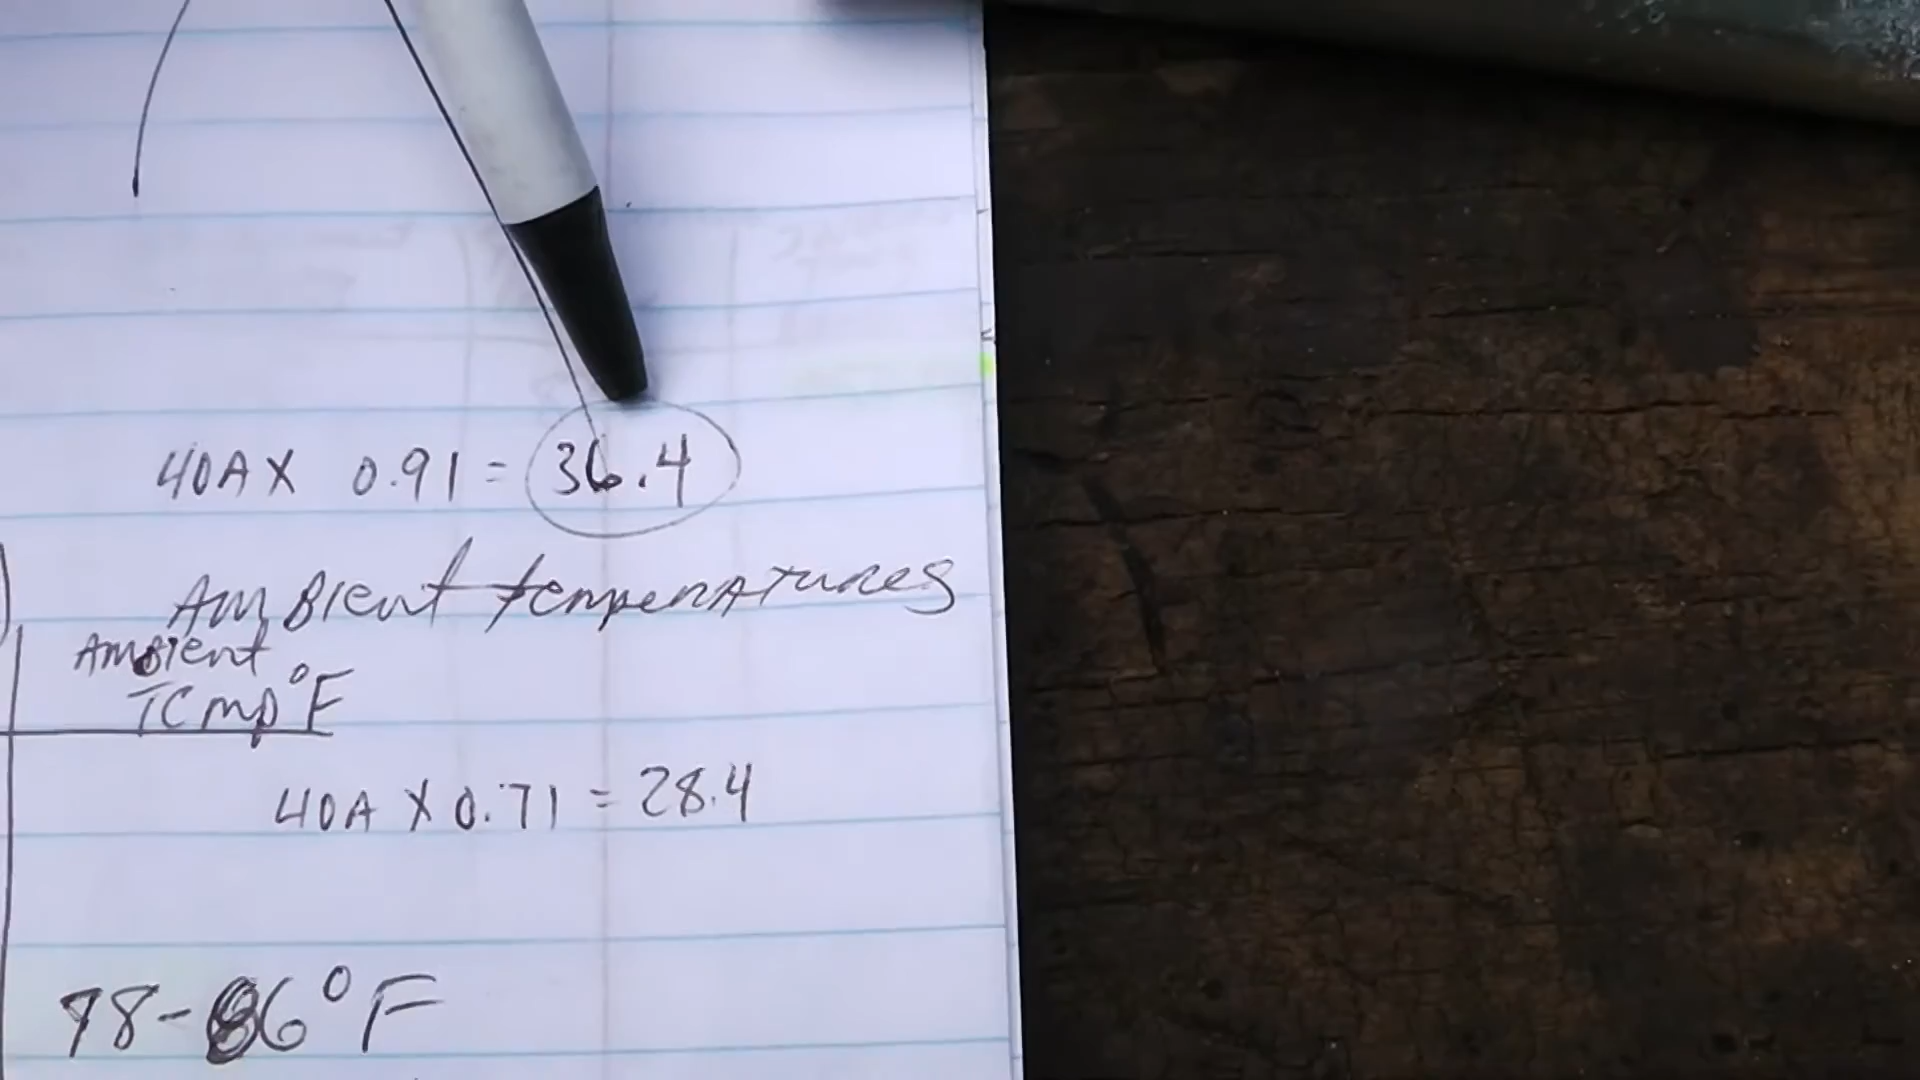 40A X 0.91 = 36.4
Ambient temperatures
Ambient
Temp °F
40A X 0.71 = 28.4
78-86°F